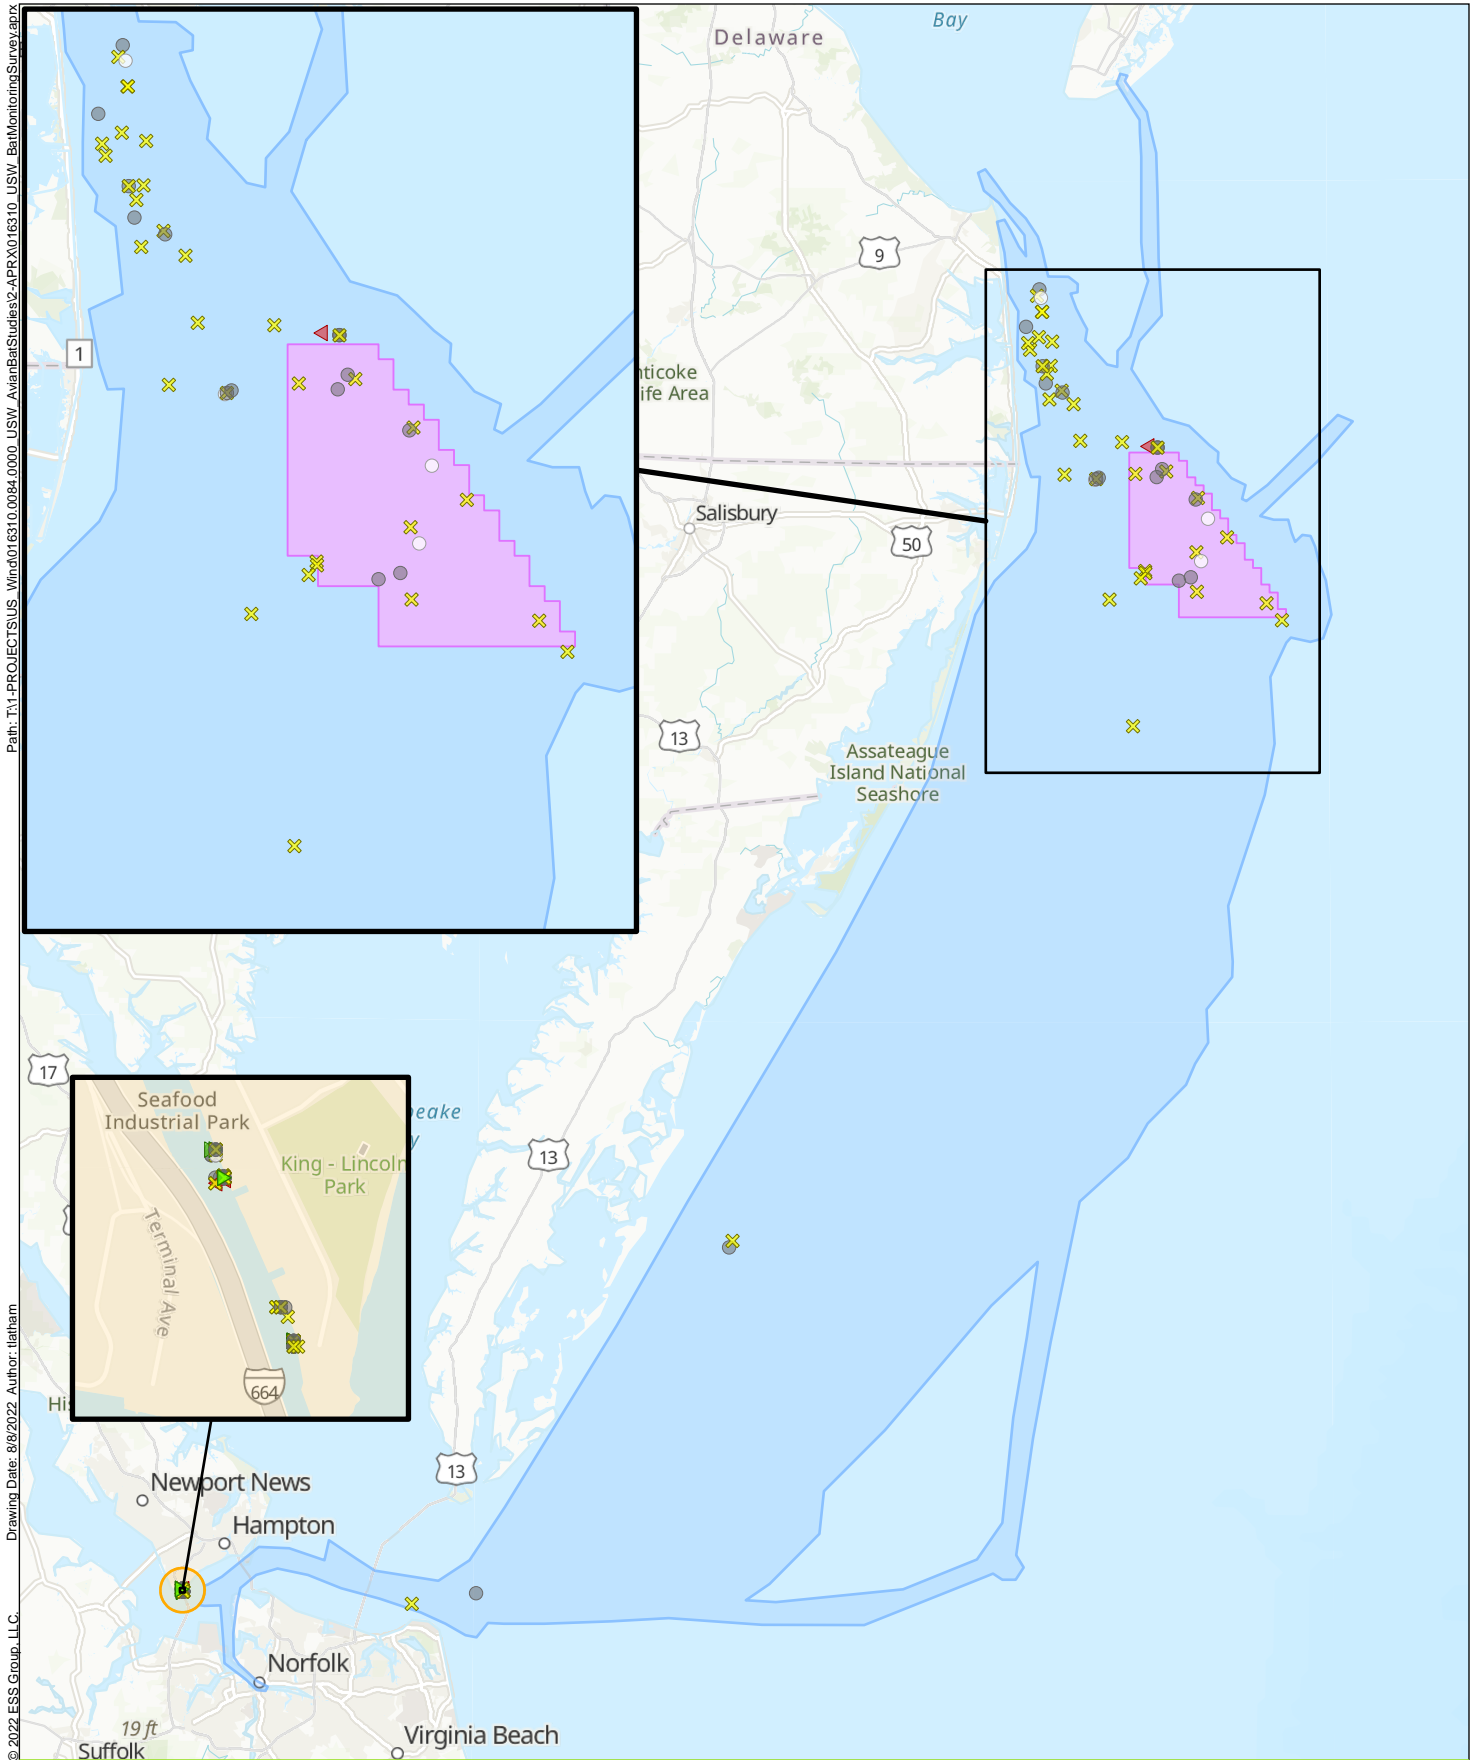 Path: T:\1-PROJECTS\US_Wind\016310.0084.0000_USW_AvianBatStudies\2-APRX\016310_USW_BatMonitoringSurvey.aprx
Drawing Date: 8/8/2022 Author: tlatham
© 2022 ESS Group, LLC.
Bay
Delaware
9
1
nticoke
ife Area
Salisbury
50
13
Assateague
Island National
Seashore
17
Seafood
Industrial Park
peake
y
King - Lincoln
Park
Terminal Ave
13
664
His
13
Newport News
Hampton
Norfolk
19 ft
Suffolk
Virginia Beach